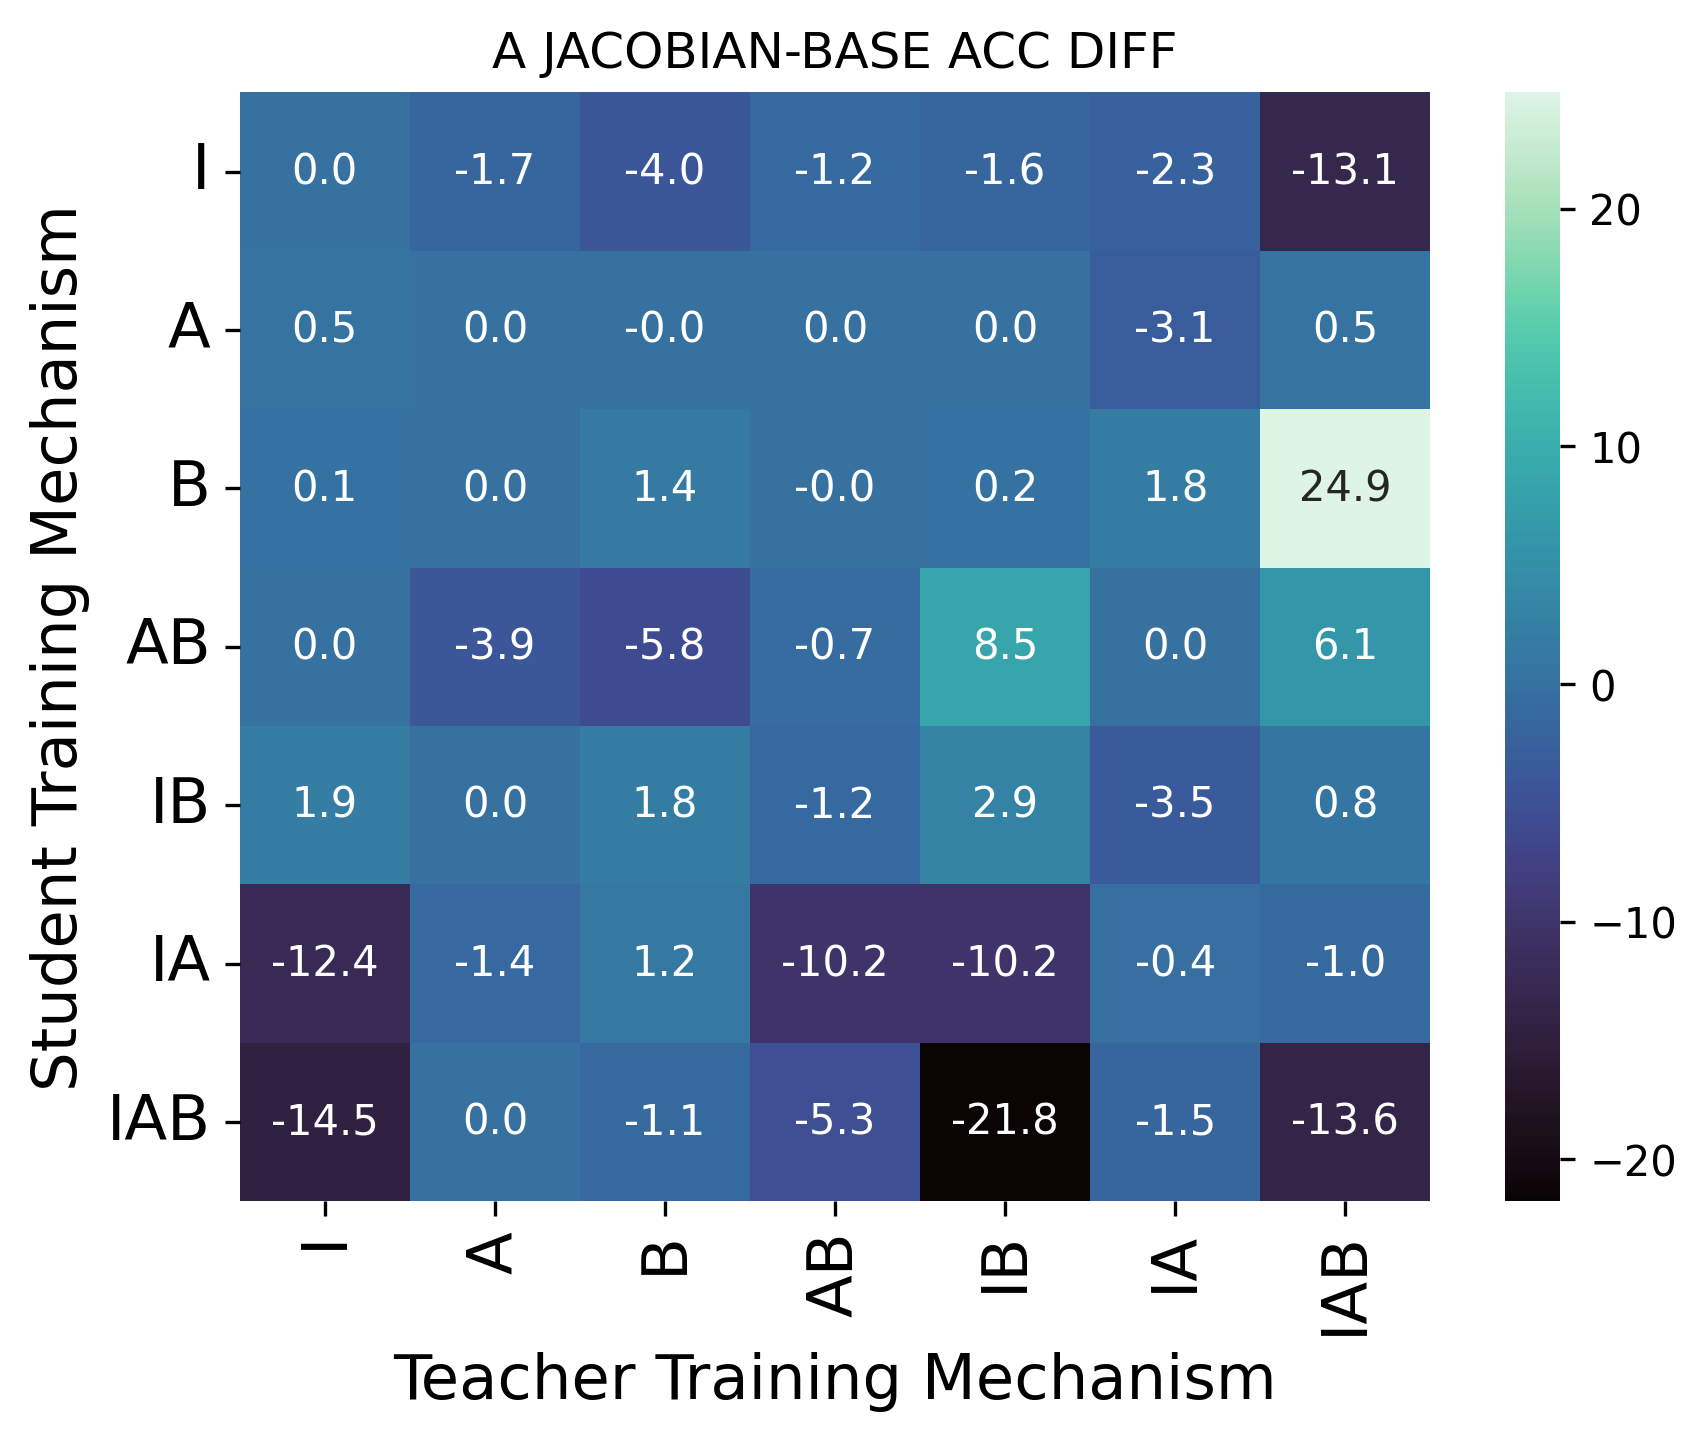 A JACOBIAN-BASE ACC DIFF
Student Training Mechanism
I 0.0 -1.7 -4.0 -1.2 -1.6 -2.3 -13.1
A 0.5 0.0 -0.0 0.0 0.0 -3.1 0.5
B 0.1 0.0 1.4 -0.0 0.2 1.8 24.9
AB 0.0 -3.9 -5.8 -0.7 8.5 0.0 6.1
IB 1.9 0.0 1.8 -1.2 2.9 -3.5 0.8
IA -12.4 -1.4 1.2 -10.2 -10.2 -0.4 -1.0
IAB -14.5 0.0 -1.1 -5.3 -21.8 -1.5 -13.6
I A B AB IB IA IAB
Teacher Training Mechanism
20
10
0
−10
−20